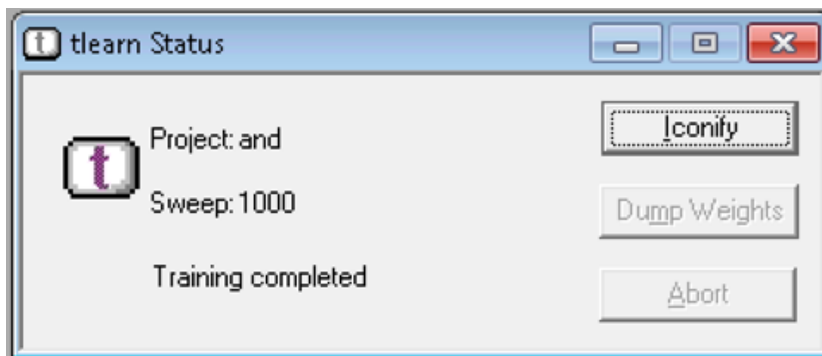 t tlearn Status
t
Project: and
Sweep: 1000
Training completed
Iconify
Dump Weights
Abort